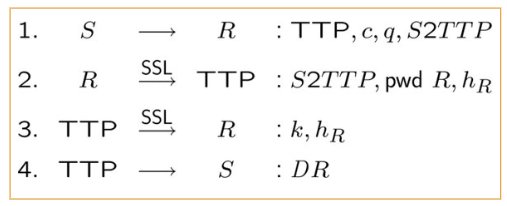 1. S ⟶ R : TTP, c, q, S2TTP
2. R SSL⟶ TTP : S2TTP, pwd R, h_R
3. TTP SSL⟶ R : k, h_R
4. TTP ⟶ S : DR